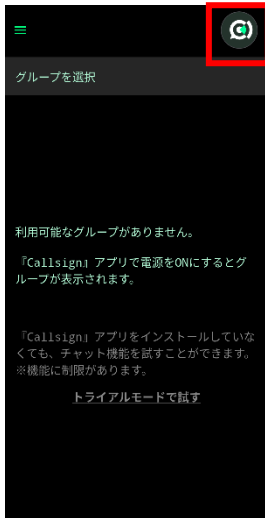 グループを選択
利用可能なグループがありません。
『Callsign』アプリで電源をONにするとグ
ループが表示されます。
『Callsign』アプリをインストールしていな
くても、チャット機能を試すことができます。
※機能に制限があります。
トライアルモードで試す